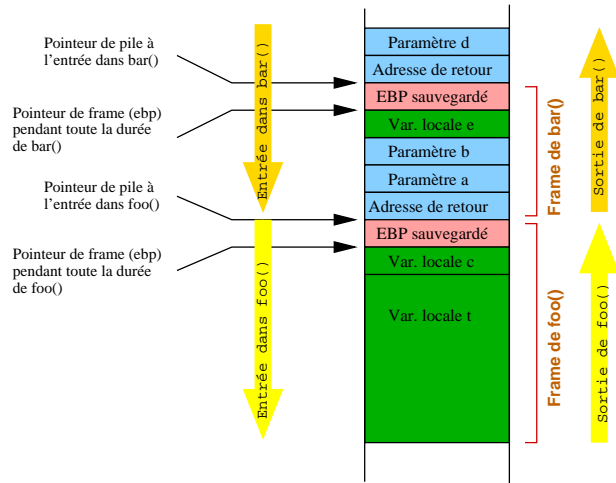 Pointeur de pile à
l'entrée dans bar()
Pointeur de frame (ebp)
pendant toute la durée
de bar()
Pointeur de pile à
l'entrée dans foo()
Pointeur de frame (ebp)
pendant toute la durée
de foo()
Entrée dans bar()
Entrée dans foo()
Paramètre d
Adresse de retour
EBP sauvegardé
Var. locale e
Paramètre b
Paramètre a
Adresse de retour
EBP sauvegardé
Var. locale c
Var. locale t
Frame de bar()
Frame de foo()
Sortie de bar()
Sortie de foo()